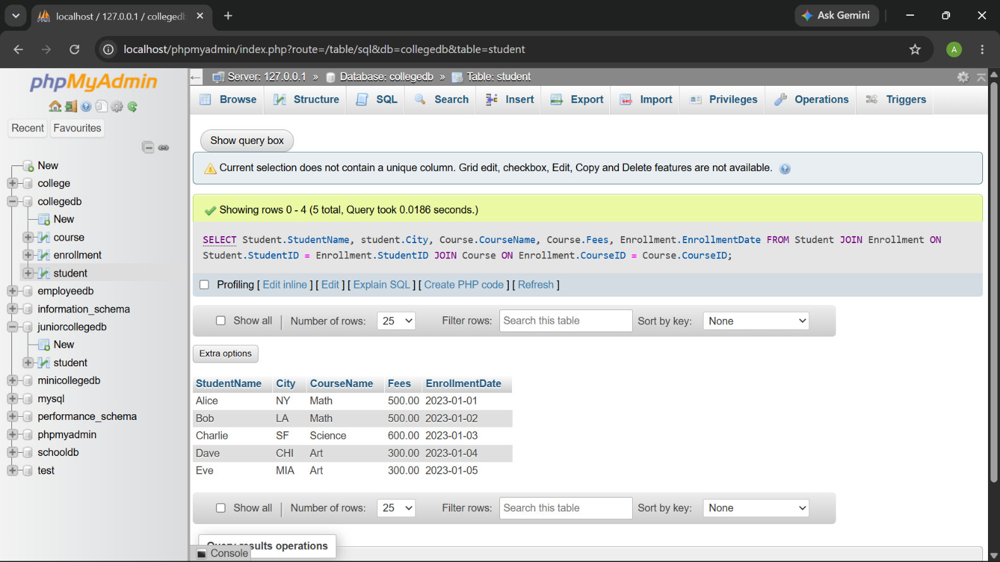 localhost / 127.0.0.1 / collegedb
Ask Gemini
localhost/phpmyadmin/index.php?route=/table/sql&db=collegedb&table=student
A
phpMyAdmin
Recent
Favourites
New
college
collegedb
New
course
enrollment
student
employeedb
information_schema
juniorcollegedb
New
student
minicollegedb
mysql
performance_schema
phpmyadmin
schooldb
test
Server: 127.0.0.1 » Database: collegedb » Table: student
Browse Structure SQL Search Insert Export Import Privileges Operations Triggers
Show query box
Current selection does not contain a unique column. Grid edit, checkbox, Edit, Copy and Delete features are not available.
Showing rows 0 - 4 (5 total, Query took 0.0186 seconds.)
SELECT Student.StudentName, student.City, Course.CourseName, Course.Fees, Enrollment.EnrollmentDate FROM Student JOIN Enrollment ON
Student.StudentID = Enrollment.StudentID JOIN Course ON Enrollment.CourseID = Course.CourseID;
Profiling [ Edit inline ] [ Edit ] [ Explain SQL ] [ Create PHP code ] [ Refresh ]
Show all | Number of rows: 25 Filter rows: Search this table Sort by key: None
Extra options
StudentName City CourseName Fees EnrollmentDate
Alice NY Math 500.00 2023-01-01
Bob LA Math 500.00 2023-01-02
Charlie SF Science 600.00 2023-01-03
Dave CHI Art 300.00 2023-01-04
Eve MIA Art 300.00 2023-01-05
Show all | Number of rows: 25 Filter rows: Search this table Sort by key: None
Query results operations
Console